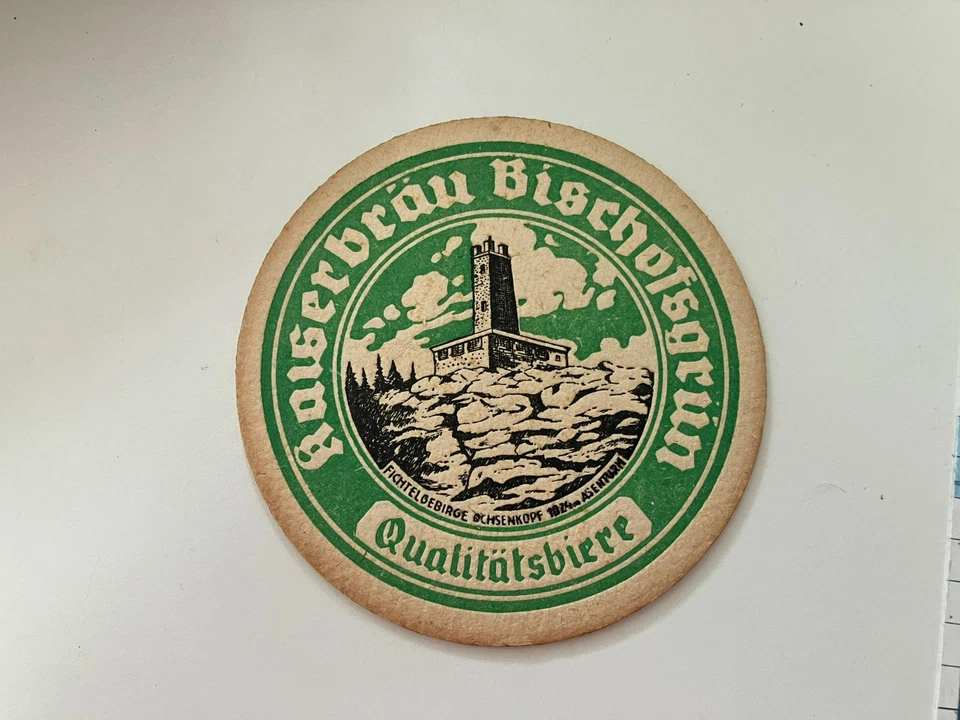 Kaiserbräu Bischofsgrün
FICHTELGEBIRGE OCHSENKOPF 1024m ASENTURM
Qualitätsbiere